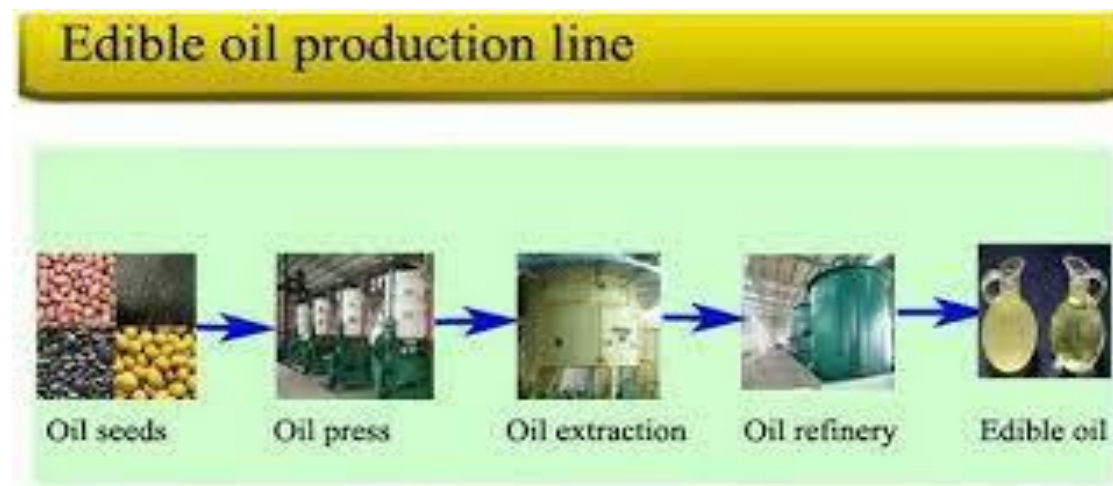 Edible oil production line
Oil seeds
Oil press
Oil extraction
Oil refinery
Edible oil